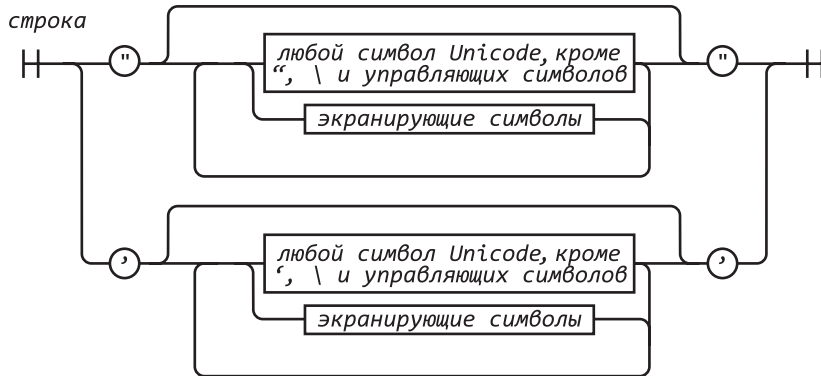 строка
" любой символ Unicode, кроме "
“, \ и управляющих символов
экранирующие символы
’ любой символ Unicode, кроме ’
‘, \ и управляющих символов
экранирующие символы